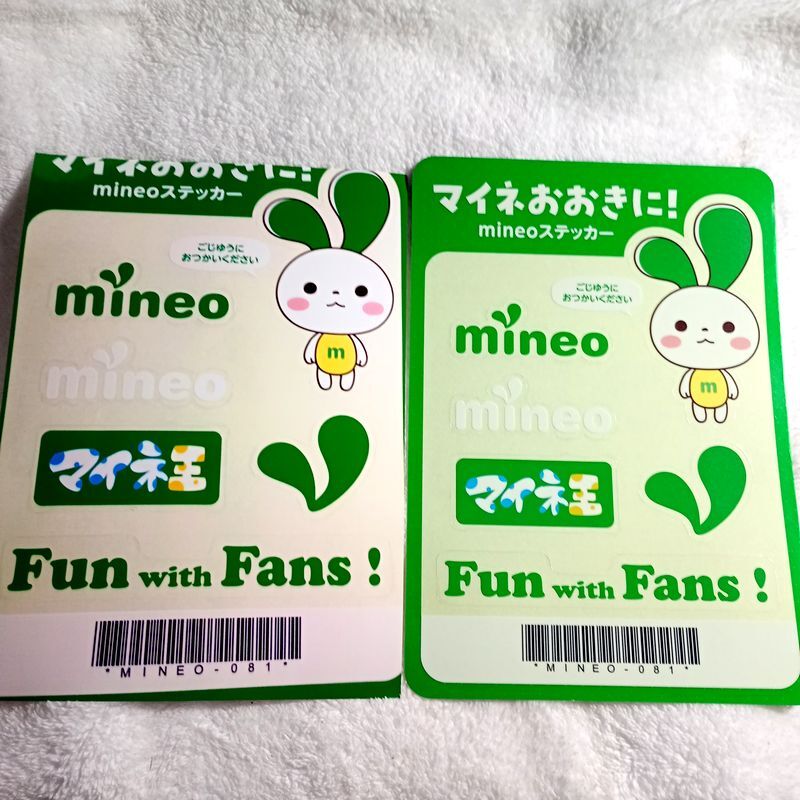 マイネおおきに!
mineoステッカー
ごじゆうに
おつかいください
mineo
m
mineo
マイネ王
Fun with Fans !
*MINEO-081*
マイネおおきに!
mineoステッカー
ごじゆうに
おつかいください
mineo
m
mineo
マイネ王
Fun with Fans !
*MINEO-081*